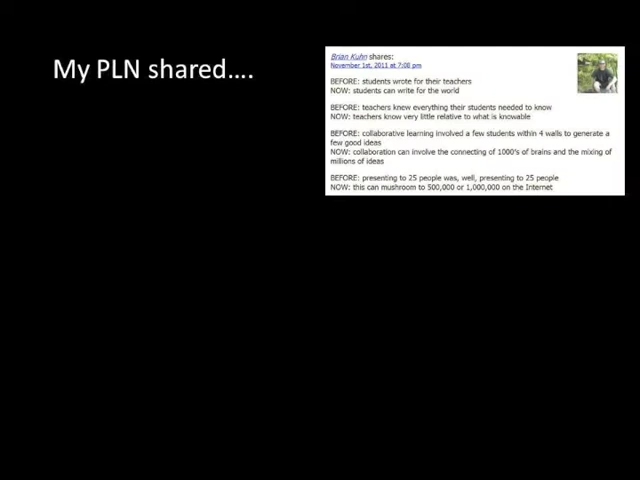 My PLN shared....
Brian Kuhn shares:
November 1st, 2011 at 7:08 pm
BEFORE: students wrote for their teachers
NOW: students can write for the world
BEFORE: teachers knew everything their students needed to know
NOW: teachers know very little relative to what is knowable
BEFORE: collaborative learning involved a few students within 4 walls to generate a
few good ideas
NOW: collaboration can involve the connecting of 1000's of brains and the mixing of
millions of ideas
BEFORE: presenting to 25 people was, well, presenting to 25 people
NOW: this can mushroom to 500,000 or 1,000,000 on the Internet